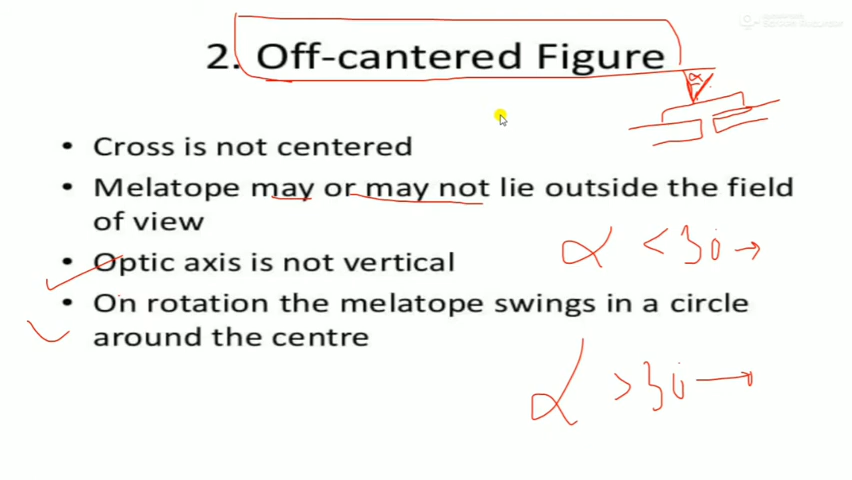 2. Off-cantered Figure
α
• Cross is not centered
• Melatope may or may not lie outside the field
of view
• Optic axis is not vertical
α < 30 →
• On rotation the melatope swings in a circle
around the centre
α > 30 →